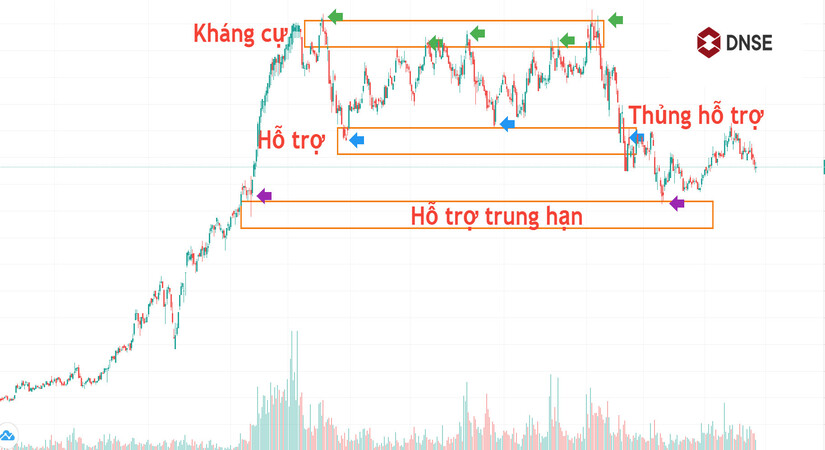 Kháng cự
DNSE
Thủng hỗ trợ
Hỗ trợ
Hỗ trợ trung hạn